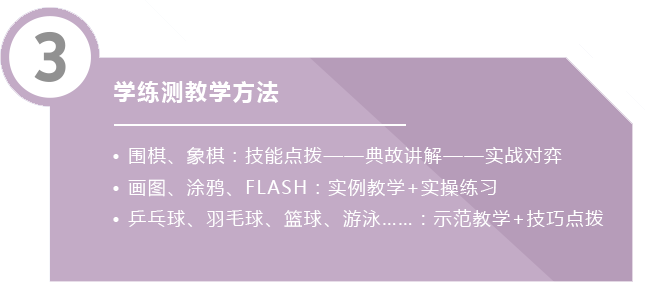 3
学练测教学方法
• 围棋、象棋：技能点拨——典故讲解——实战对弈
• 画图、涂鸦、FLASH：实例教学+实操练习
• 乒乓球、羽毛球、篮球、游泳……：示范教学+技巧点拨